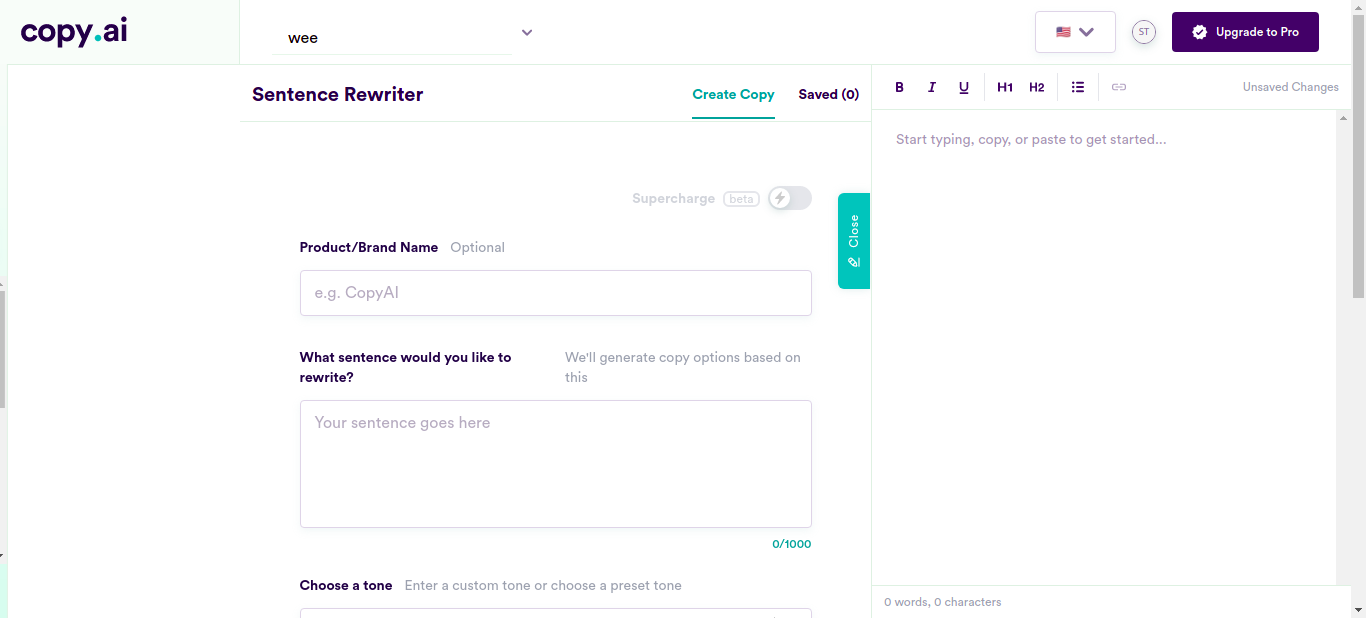 copy.ai
wee
ST
Upgrade to Pro
Sentence Rewriter
Create Copy
Saved (0)
B I U H1 H2
Unsaved Changes
Start typing, copy, or paste to get started...
Supercharge beta
Close
Product/Brand Name Optional
e.g. CopyAI
What sentence would you like to
rewrite?
We'll generate copy options based on
this
Your sentence goes here
0/1000
Choose a tone Enter a custom tone or choose a preset tone
0 words, 0 characters